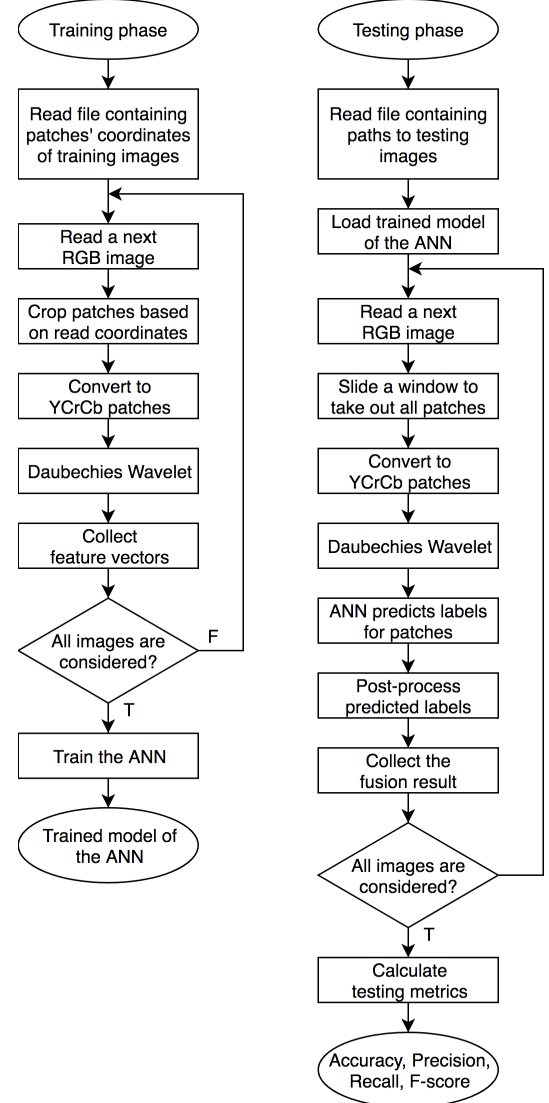 Training phase
Read file containing
patches' coordinates
of training images
Read a next
RGB image
Crop patches based
on read coordinates
Convert to
YCrCb patches
Daubechies Wavelet
Collect
feature vectors
All images are
considered?
F
T
Train the ANN
Trained model of
the ANN
Testing phase
Read file containing
paths to testing
images
Load trained model
of the ANN
Read a next
RGB image
Slide a window to
take out all patches
Convert to
YCrCb patches
Daubechies Wavelet
ANN predicts labels
for patches
Post-process
predicted labels
Collect the
fusion result
All images are
considered?
T
Calculate
testing metrics
Accuracy, Precision,
Recall, F-score